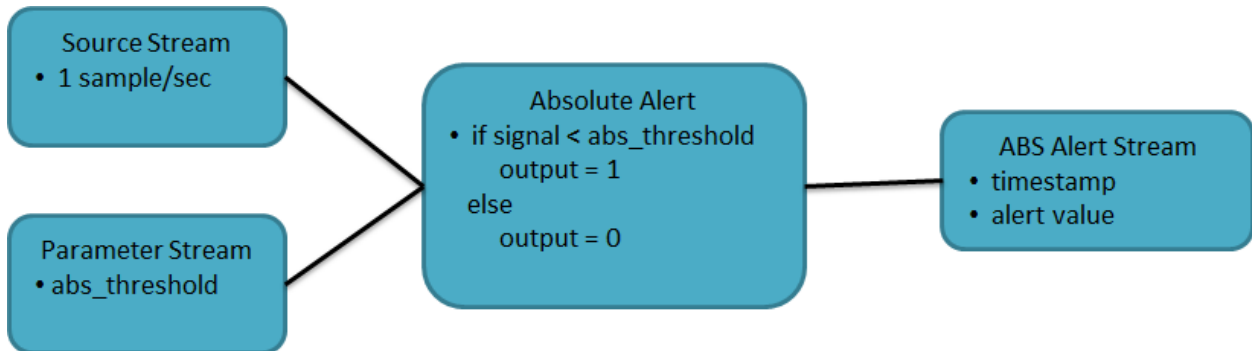 Source Stream
• 1 sample/sec
Parameter Stream
• abs_threshold
Absolute Alert
• if signal < abs_threshold
output = 1
else
output = 0
ABS Alert Stream
• timestamp
• alert value